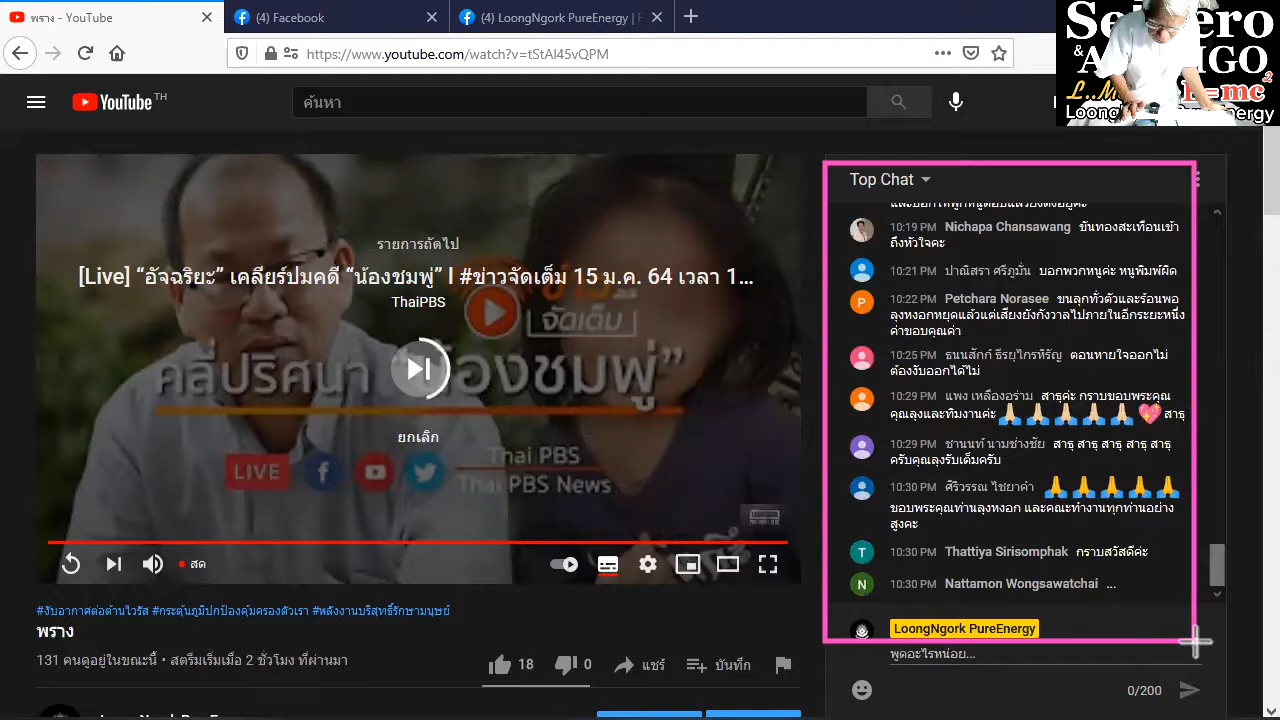 พราง - YouTube
(4) Facebook
(4) LoongNgork PureEnergy | F
https://www.youtube.com/watch?v=tStAl45vQPM
YouTube TH
ค้นหา
L..M
E=mc2
รายการถัดไป
[Live] “อัจฉริยะ” เคลียร์ปมคดี “น้องชมพู่” l #ข่าวจัดเต็ม 15 ม.ค. 64 เวลา 1...
ThaiPBS
จัดเต็ม
คลี่ปริศนา “น้องชมพู่”
ยกเลิก
LIVE
Thai PBS
Thai PBS News
สด
#งับอากาศต่อต้านไวรัส #กระตุ้นภูมิปกป้องคุ้มครองตัวเรา #พลังงานบริสุทธิ์รักษามนุษย์
พราง
131 คนดูอยู่ในขณะนี้ • สตรีมเริ่มเมื่อ 2 ชั่วโมง ที่ผ่านมา
18
0
แชร์
บันทึก
Top Chat
10:19 PM Nichapa Chansawang ขันทองสะเทือนเข้า
ถึงหัวใจคะ
10:21 PM ปาณิสรา ศรีภูมั่น บอกพวกหนูค่ะ หนูพิมพ์ผิด
10:22 PM Petchara Norasee ขนลุกทั่วตัวและร้อนพอ
ลุงหงอกหยุดแล้วแต่เสียงยังกังวาลไปภายในอีกระยะหนึ่ง
ค่าขอบคุณค่ำ
10:25 PM ธนนสักก์ ธีรยุไกรหิรัญ ตอนหายใจออกไม่
ต้องงับออกได้ไม่
10:29 PM แพง เหลืองอร่าม สาธุค่ะ กราบขอบพระคุณ
คุณลุงและทีมงานค่ะ 🙏🏻🙏🏻🙏🏻🙏🏻🙏🏻💖 สาธุ
10:29 PM ชานนท์ นามช่างชัย สาธุ สาธุ สาธุ สาธุ สาธุ
ครับคุณลุงรับเต็มครับ
10:30 PM ศิริวรรณ ไชยาคำ 🙏🙏🙏🙏🙏
ขอบพระคุณท่านลุงหงอก และคณะทำงานทุกท่านอย่าง
สูงคะ
10:30 PM Thattiya Sirisomphak กราบสวัสดีค่ะ
10:30 PM Nattamon Wongsawatchai ...
LoongNgork PureEnergy
พูดอะไรหน่อย...
0/200